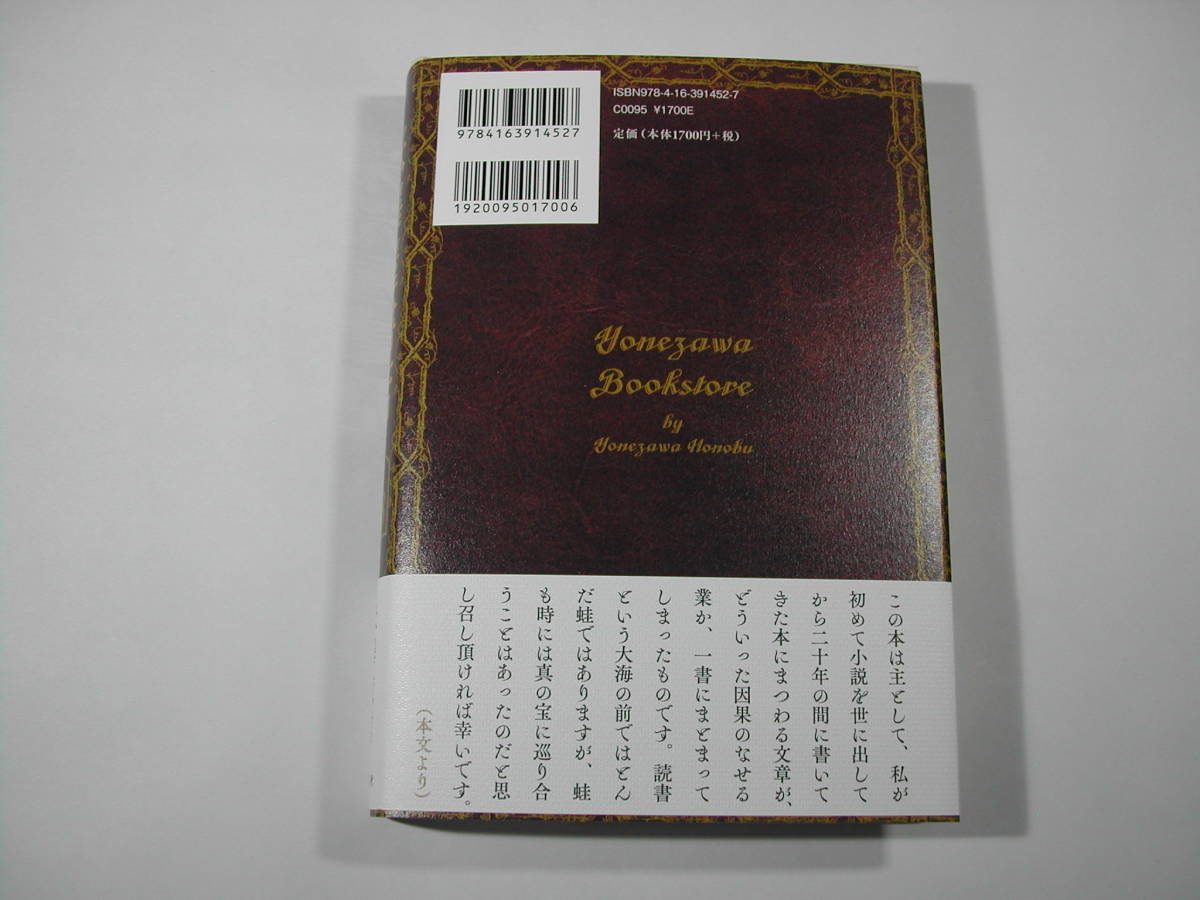 9784163914527
1920095017006
ISBN978-4-16-391452-7
C0095 ¥1700E
定価（本体1700円+税）
Yonezawa
Bookstore
by
Yonezawa Honobu
この本は主として、私が
初めて小説を世に出して
から二十年の間に書いて
きた本にまつわる文章が、
どういった因果のなせる
業か、一書にまとまって
しまったものです。読書
という大海の前ではとん
だ蛙ではありますが、蛙
も時には真の宝に巡り合
うことはあったのだと思
し召し頂ければ幸いです。
（本文より）